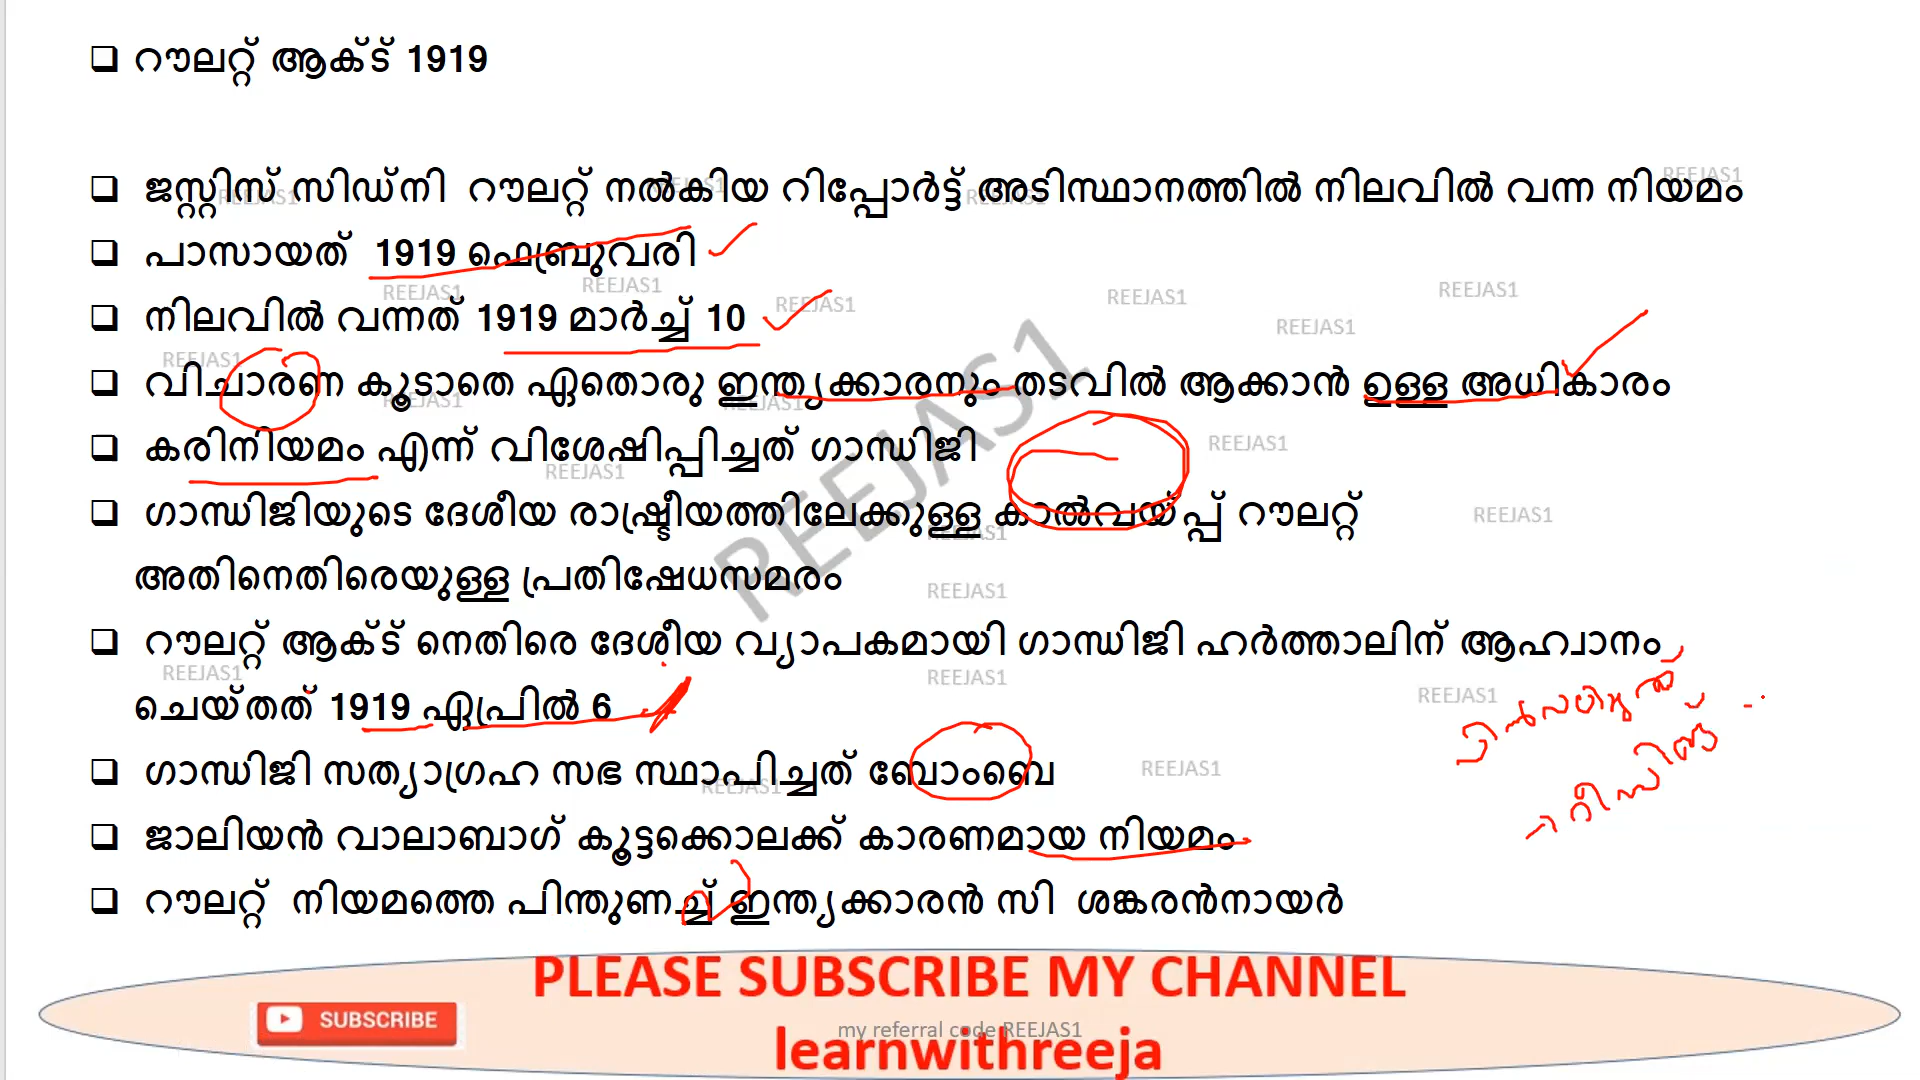 റൗലറ്റ് ആക്ട് 1919
ജസ്റ്റിസ് സിഡ്നി റൗലറ്റ് നൽകിയ റിപ്പോർട്ട് അടിസ്ഥാനത്തിൽ നിലവിൽ വന്ന നിയമം
പാസായത് 1919 ഫെബ്രുവരി
നിലവിൽ വന്നത് 1919 മാർച്ച് 10
വിചാരണ കൂടാതെ ഏതൊരു ഇന്ത്യക്കാരനും തടവിൽ ആക്കാൻ ഉള്ള അധികാരം
കരിനിയമം എന്ന് വിശേഷിപ്പിച്ചത് ഗാന്ധിജി
ഗാന്ധിജിയുടെ ദേശീയ രാഷ്ട്രീയത്തിലേക്കുള്ള കാൽവയ്പ്പ് റൗലറ്റ്
അതിനെതിരെയുള്ള പ്രതിഷേധസമരം
റൗലറ്റ് ആക്ട് നെതിരെ ദേശീയ വ്യാപകമായി ഗാന്ധിജി ഹർത്താലിന് ആഹ്വാനം
ചെയ്തത് 1919 ഏപ്രിൽ 6
ഗാന്ധിജി സത്യാഗ്രഹ സഭ സ്ഥാപിച്ചത് ബോംബെ
ജാലിയൻ വാലാബാഗ് കൂട്ടക്കൊലക്ക് കാരണമായ നിയമം
റൗലറ്റ് നിയമത്തെ പിന്തുണച്ച് ഇന്ത്യക്കാരൻ സി ശങ്കരൻനായർ
REEJAS1
PLEASE SUBSCRIBE MY CHANNEL
SUBSCRIBE
my referral code REEJAS1
learnwithreeja